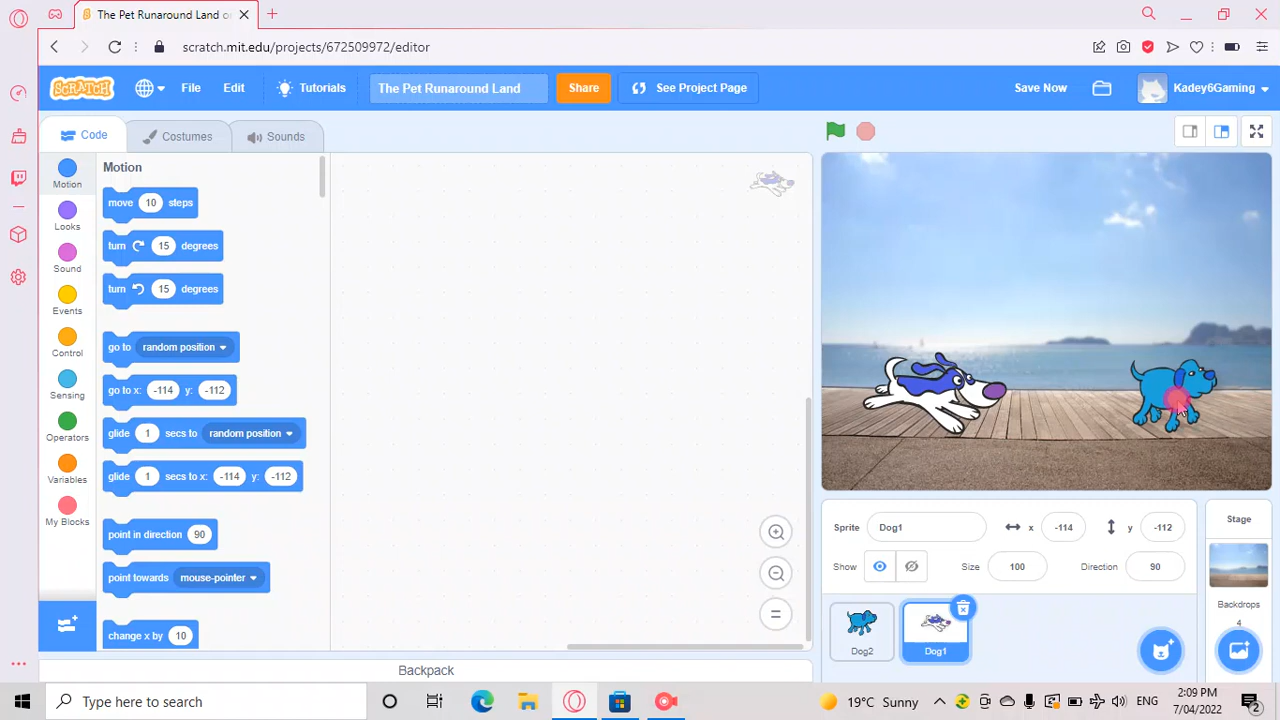 The Pet Runaround Land o
scratch.mit.edu/projects/672509972/editor
SCRATCH File Edit Tutorials The Pet Runaround Land Share See Project Page Save Now Kadey6Gaming
Code Costumes Sounds
Motion
Looks
Sound
Events
Control
Sensing
Operators
Variables
My Blocks
Motion
move 10 steps
turn 15 degrees
turn 15 degrees
go to random position
go to x: -114 y: -112
glide 1 secs to random position
glide 1 secs to x: -114 y: -112
point in direction 90
point towards mouse-pointer
change x by 10
Backpack
Sprite Dog1 x -114 y -112
Show Size 100 Direction 90
Dog2 Dog1
Stage
Backdrops
4
Type here to search
19°C Sunny ENG 2:09 PM
7/04/2022 2